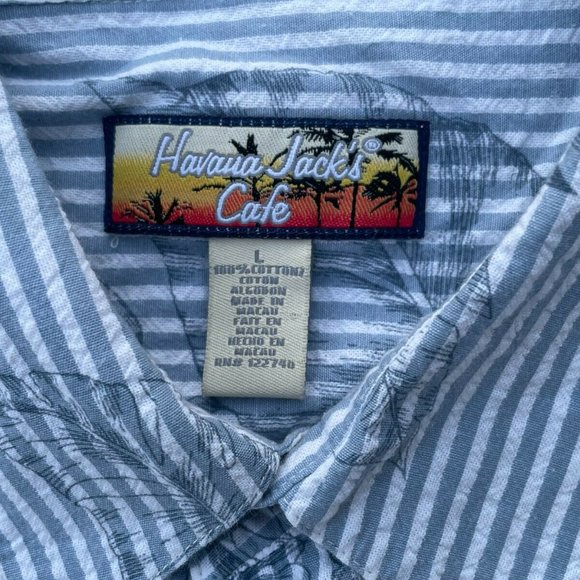 Havana Jack's®
Cafe
L
100%COTTON/
COTON
ALGODON
MADE IN
MACAU
FAIT EN
MACAU
HECHO EN
MACAU
RN# 122740